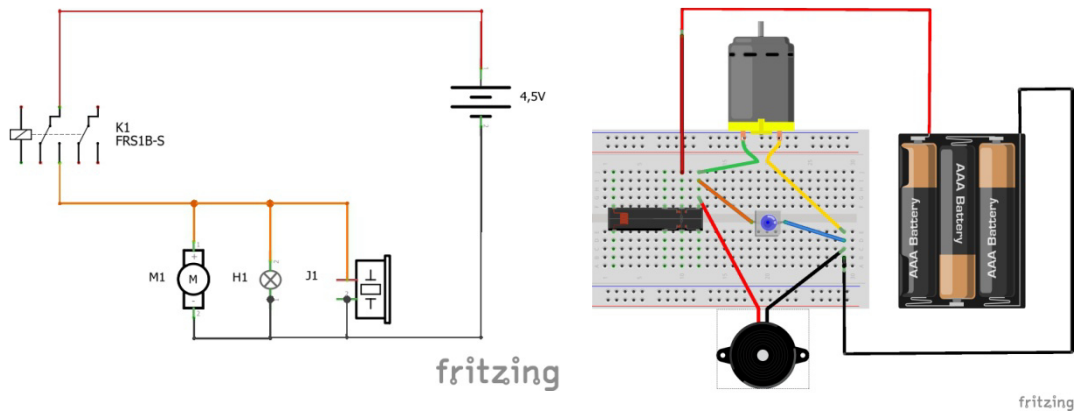 4,5V
K1
FRS1B-S
M1
M
H1
J1
fritzing
AAA Battery
AAA Battery
AAA Battery
fritzing